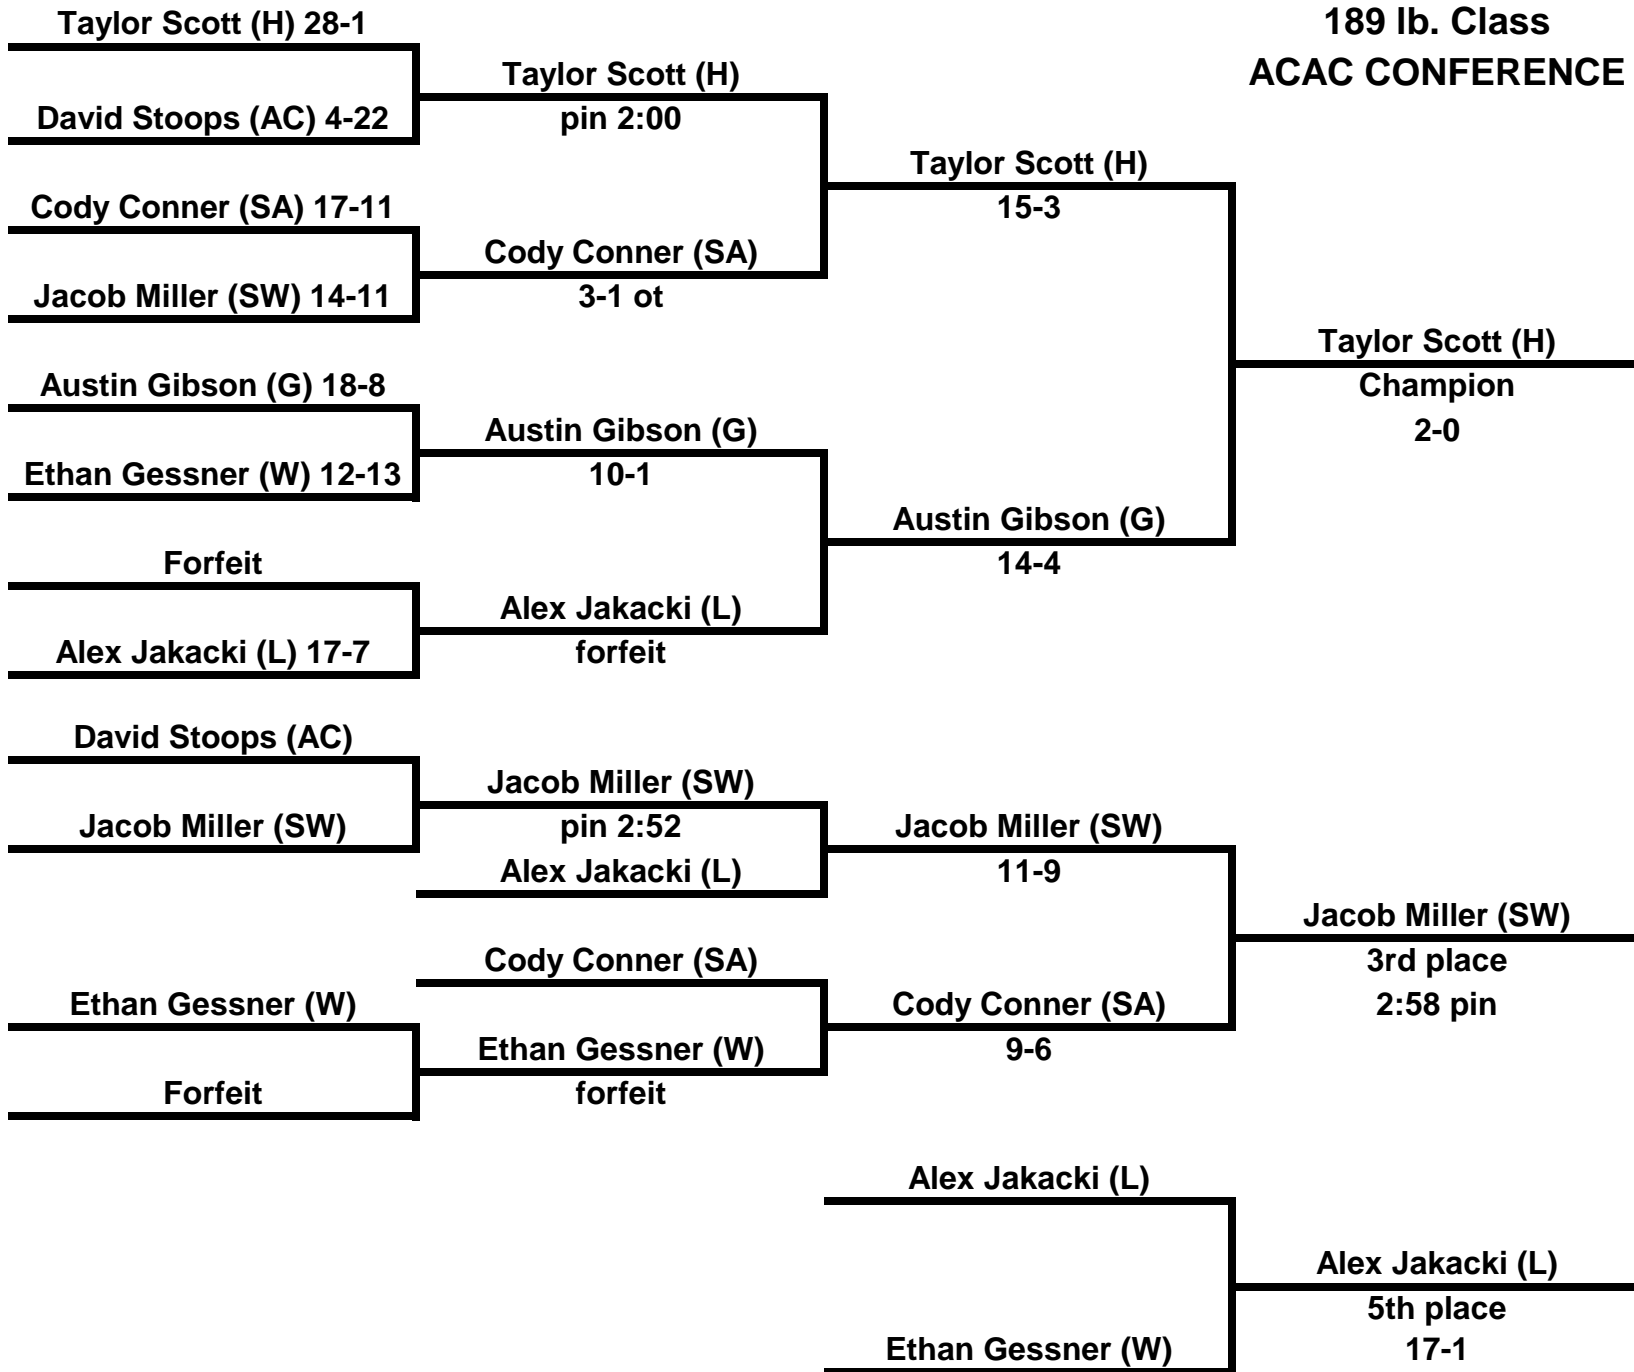 Taylor Scott (H) 28-1
189 lb. Class
Taylor Scott (H)
ACAC CONFERENCE
David Stoops (AC) 4-22
pin 2:00
Taylor Scott (H)
Cody Conner (SA) 17-11
15-3
Cody Conner (SA)
Jacob Miller (SW) 14-11
3-1 ot
Taylor Scott (H)
Austin Gibson (G) 18-8
Champion
Austin Gibson (G)
2-0
Ethan Gessner (W) 12-13
10-1
Austin Gibson (G)
Forfeit
14-4
Alex Jakacki (L)
Alex Jakacki (L) 17-7
forfeit
David Stoops (AC)
Jacob Miller (SW)
Jacob Miller (SW)
pin 2:52
Jacob Miller (SW)
Alex Jakacki (L)
11-9
Jacob Miller (SW)
Cody Conner (SA)
3rd place
Ethan Gessner (W)
Cody Conner (SA)
2:58 pin
Ethan Gessner (W)
9-6
Forfeit
forfeit
Alex Jakacki (L)
Alex Jakacki (L)
5th place
Ethan Gessner (W)
17-1